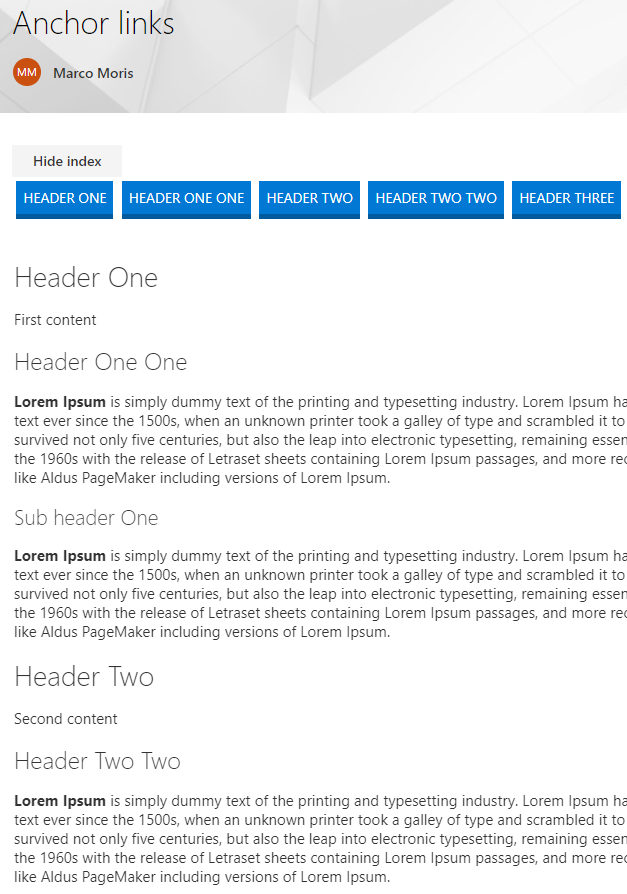 Anchor links
MM
Marco Moris
Hide index
HEADER ONE
HEADER ONE ONE
HEADER TWO
HEADER TWO TWO
HEADER THREE
Header One
First content
Header One One
Lorem Ipsum is simply dummy text of the printing and typesetting industry. Lorem Ipsum ha
text ever since the 1500s, when an unknown printer took a galley of type and scrambled it to
survived not only five centuries, but also the leap into electronic typesetting, remaining essen
the 1960s with the release of Letraset sheets containing Lorem Ipsum passages, and more rec
like Aldus PageMaker including versions of Lorem Ipsum.
Sub header One
Lorem Ipsum is simply dummy text of the printing and typesetting industry. Lorem Ipsum ha
text ever since the 1500s, when an unknown printer took a galley of type and scrambled it to
survived not only five centuries, but also the leap into electronic typesetting, remaining essen
the 1960s with the release of Letraset sheets containing Lorem Ipsum passages, and more rec
like Aldus PageMaker including versions of Lorem Ipsum.
Header Two
Second content
Header Two Two
Lorem Ipsum is simply dummy text of the printing and typesetting industry. Lorem Ipsum ha
text ever since the 1500s, when an unknown printer took a galley of type and scrambled it to
survived not only five centuries, but also the leap into electronic typesetting, remaining essen
the 1960s with the release of Letraset sheets containing Lorem Ipsum passages, and more rec
like Aldus PageMaker including versions of Lorem Ipsum.